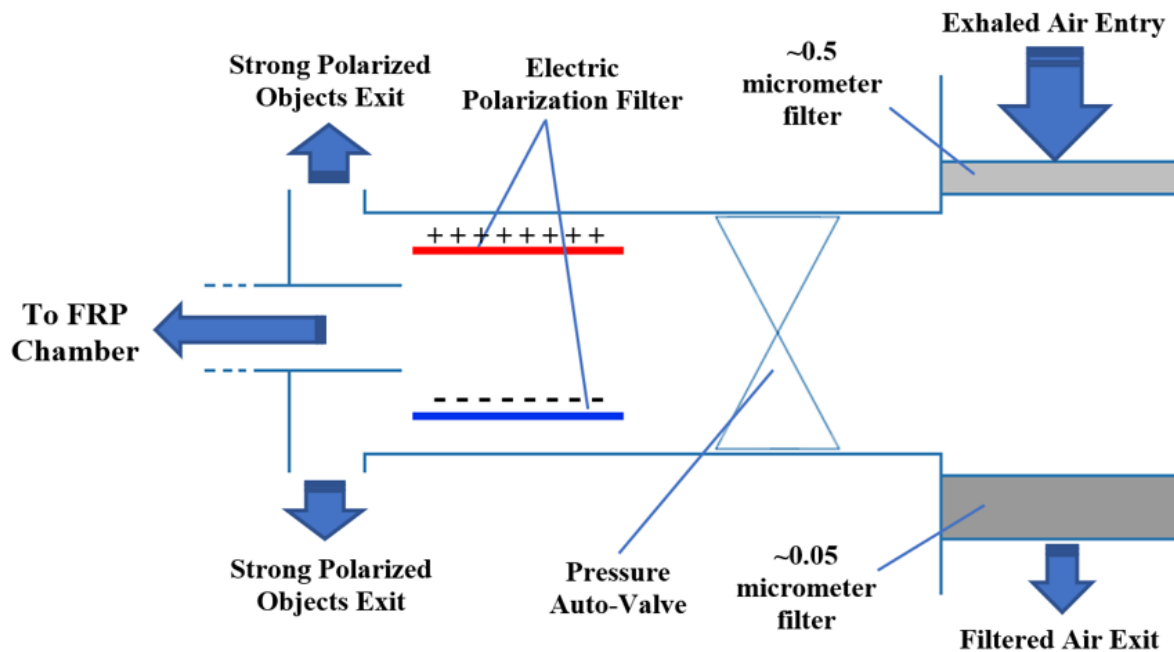 Exhaled Air Entry
~0.5
micrometer
filter
Strong Polarized
Objects Exit
Electric
Polarization Filter
++++++++
To FRP
Chamber
- - - - - - - - -
Strong Polarized
Objects Exit
Pressure
Auto-Valve
~0.05
micrometer
filter
Filtered Air Exit